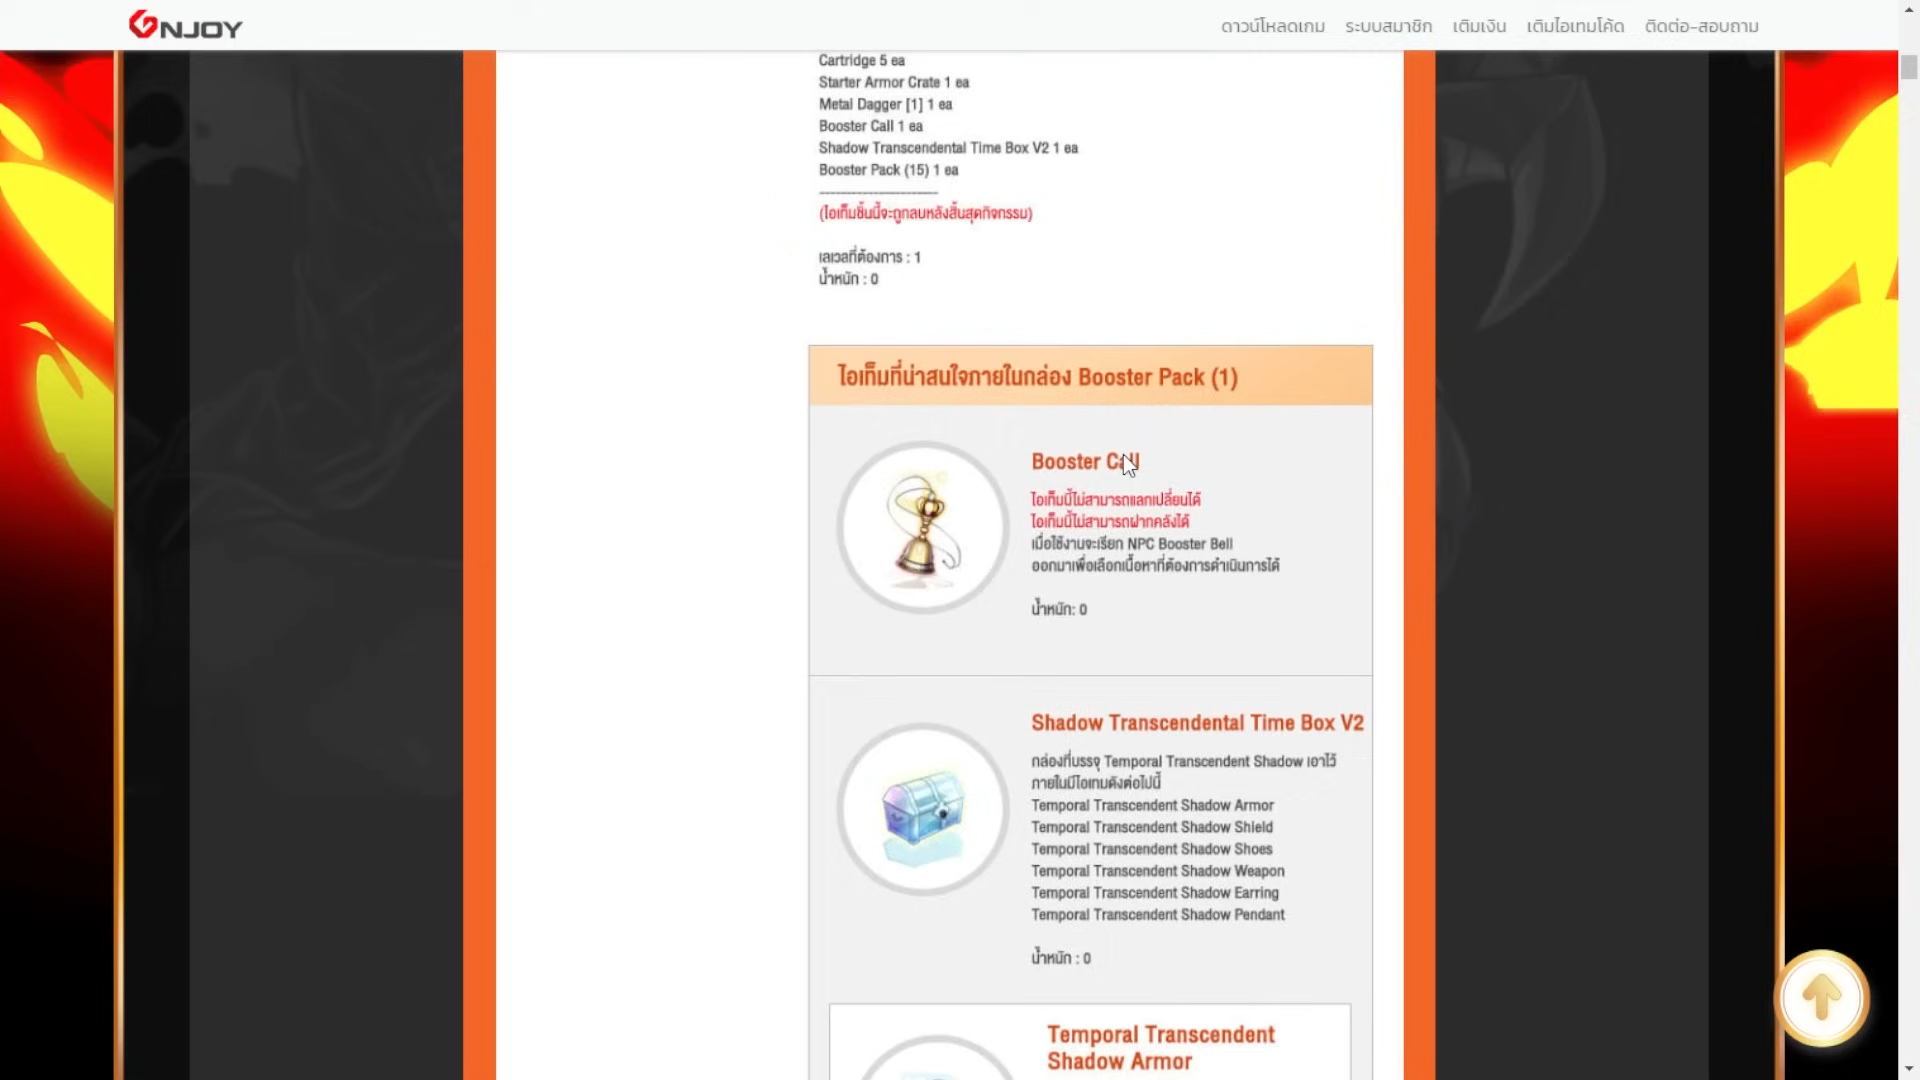 GNJOY
ดาวน์โหลดเกม ระบบสมาชิก เติมเงิน เติมไอเทมโค้ด ติดต่อ-สอบถาม
Cartridge 5 ea
Starter Armor Crate 1 ea
Metal Dagger [1] 1 ea
Booster Call 1 ea
Shadow Transcendental Time Box V2 1 ea
Booster Pack (15) 1 ea
------------------------
(ไอเท็มชิ้นนี้จะถูกลบหลังสิ้นสุดกิจกรรม)
เลเวลที่ต้องการ : 1
น้ำหนัก : 0
ไอเท็มที่น่าสนใจภายในกล่อง Booster Pack (1)
Booster Call
ไอเท็มนี้ไม่สามารถแลกเปลี่ยนได้
ไอเท็มนี้ไม่สามารถฝากคลังได้
เมื่อใช้งานจะเรียก NPC Booster Bell
ออกมาเพื่อเลือกเนื้อหาที่ต้องการดำเนินการได้
น้ำหนัก: 0
Shadow Transcendental Time Box V2
กล่องที่บรรจุ Temporal Transcendent Shadow เอาไว้
ภายในมีไอเทมดังต่อไปนี้
Temporal Transcendent Shadow Armor
Temporal Transcendent Shadow Shield
Temporal Transcendent Shadow Shoes
Temporal Transcendent Shadow Weapon
Temporal Transcendent Shadow Earring
Temporal Transcendent Shadow Pendant
น้ำหนัก : 0
Temporal Transcendent
Shadow Armor